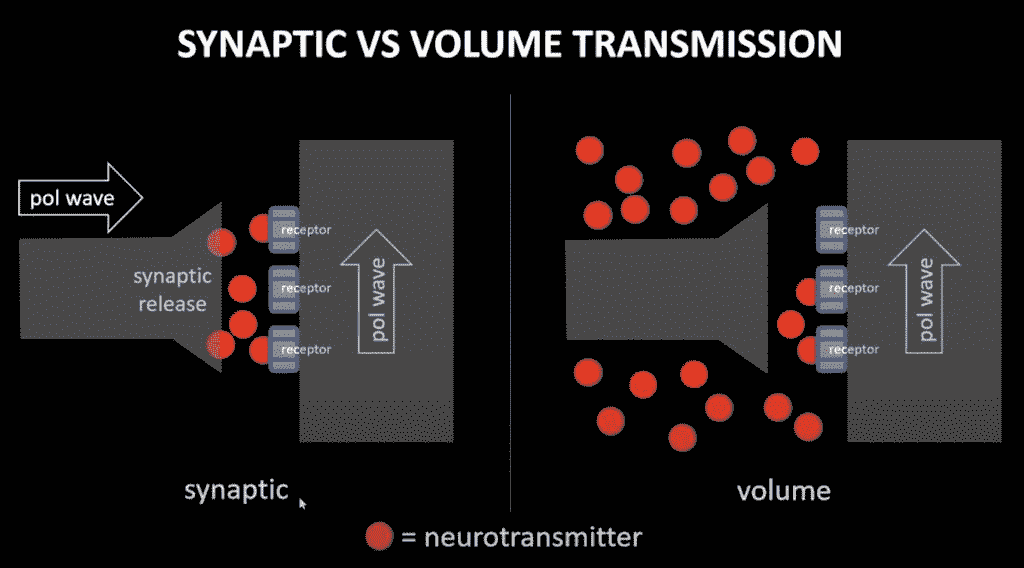 SYNAPTIC VS VOLUME TRANSMISSION
pol wave
synaptic
release
receptor
receptor
receptor
pol wave
synaptic
receptor
receptor
receptor
pol wave
volume
= neurotransmitter